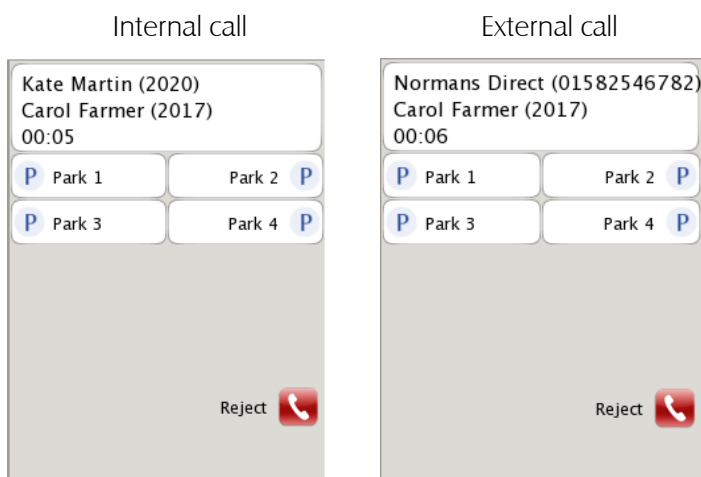 Internal call
Kate Martin (2020)
Carol Farmer (2017)
00:05
P Park 1
Park 2 P
P Park 3
Park 4 P
Reject
External call
Normans Direct (01582546782)
Carol Farmer (2017)
00:06
P Park 1
Park 2 P
P Park 3
Park 4 P
Reject